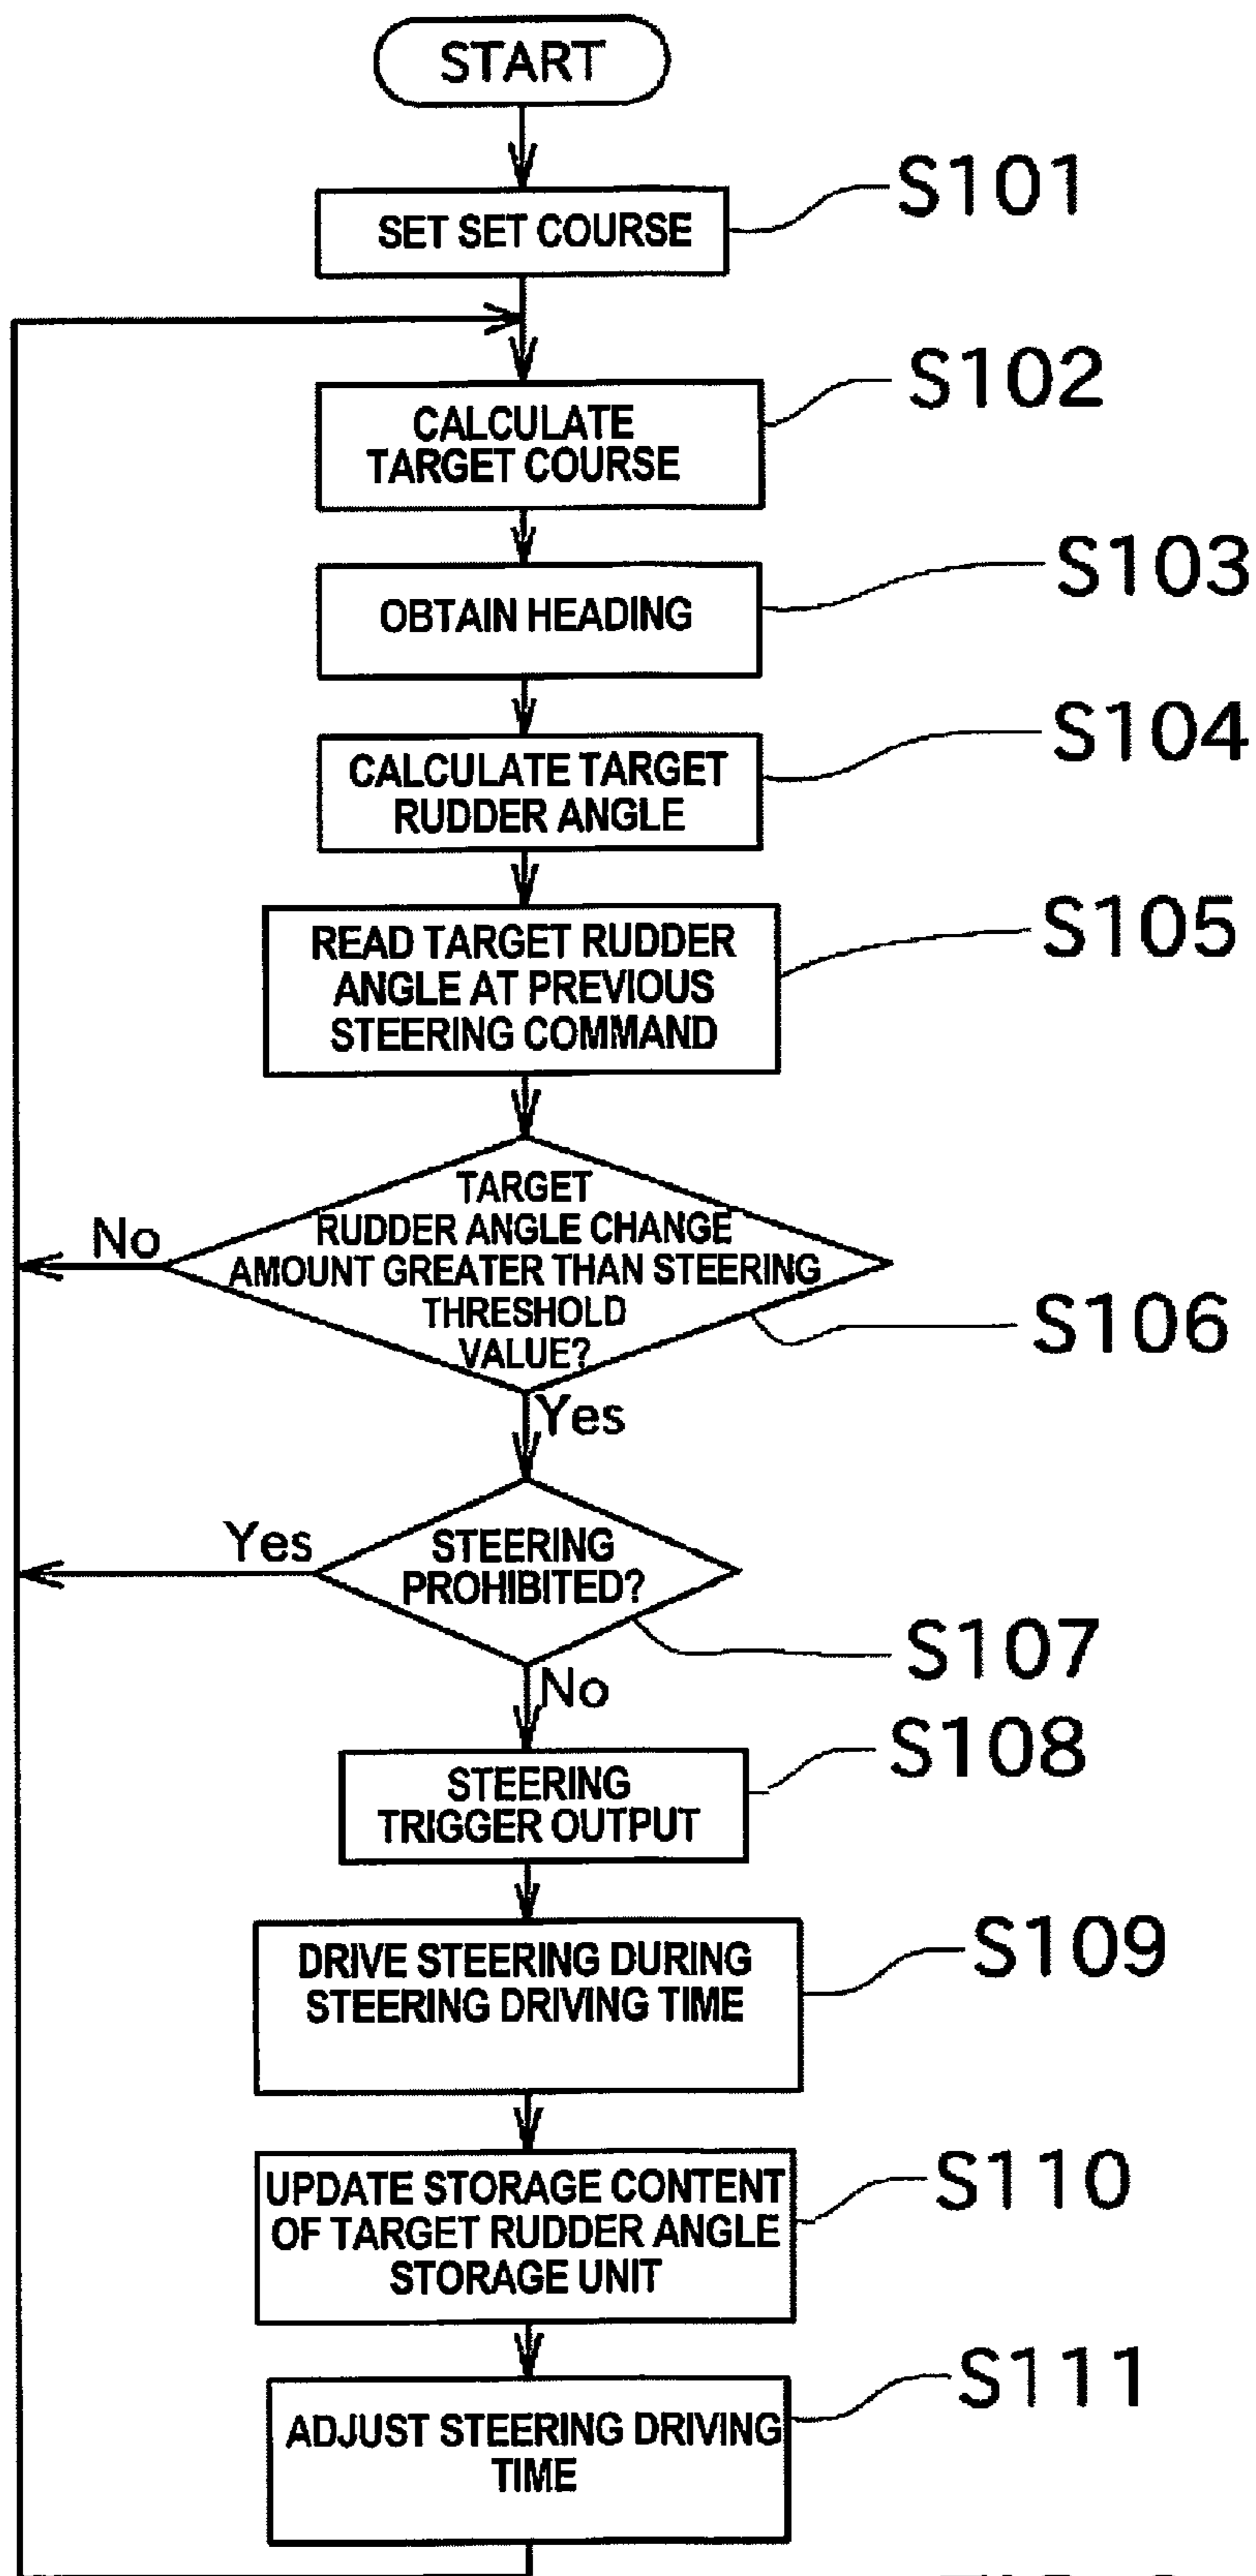 START
S101
SET SET COURSE
S102
CALCULATE
TARGET COURSE
S103
OBTAIN HEADING
S104
CALCULATE TARGET
RUDDER ANGLE
S105
READ TARGET RUDDER
ANGLE AT PREVIOUS
STEERING COMMAND
TARGET
RUDDER ANGLE CHANGE
AMOUNT GREATER THAN STEERING
THRESHOLD
VALUE?
No
S106
Yes
STEERING
PROHIBITED?
Yes
S107
No
S108
STEERING
TRIGGER OUTPUT
S109
DRIVE STEERING DURING
STEERING DRIVING TIME
S110
UPDATE STORAGE CONTENT
OF TARGET RUDDER ANGLE
STORAGE UNIT
S111
ADJUST STEERING DRIVING
TIME